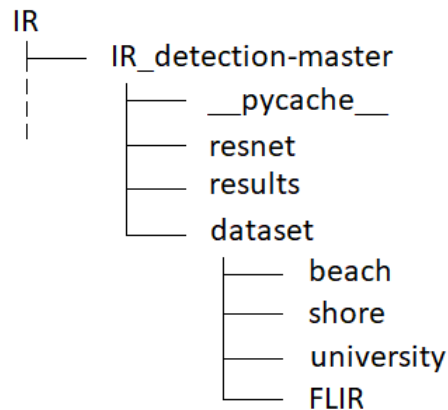 IR
IR_detection-master
__pycache__
resnet
results
dataset
beach
shore
university
FLIR